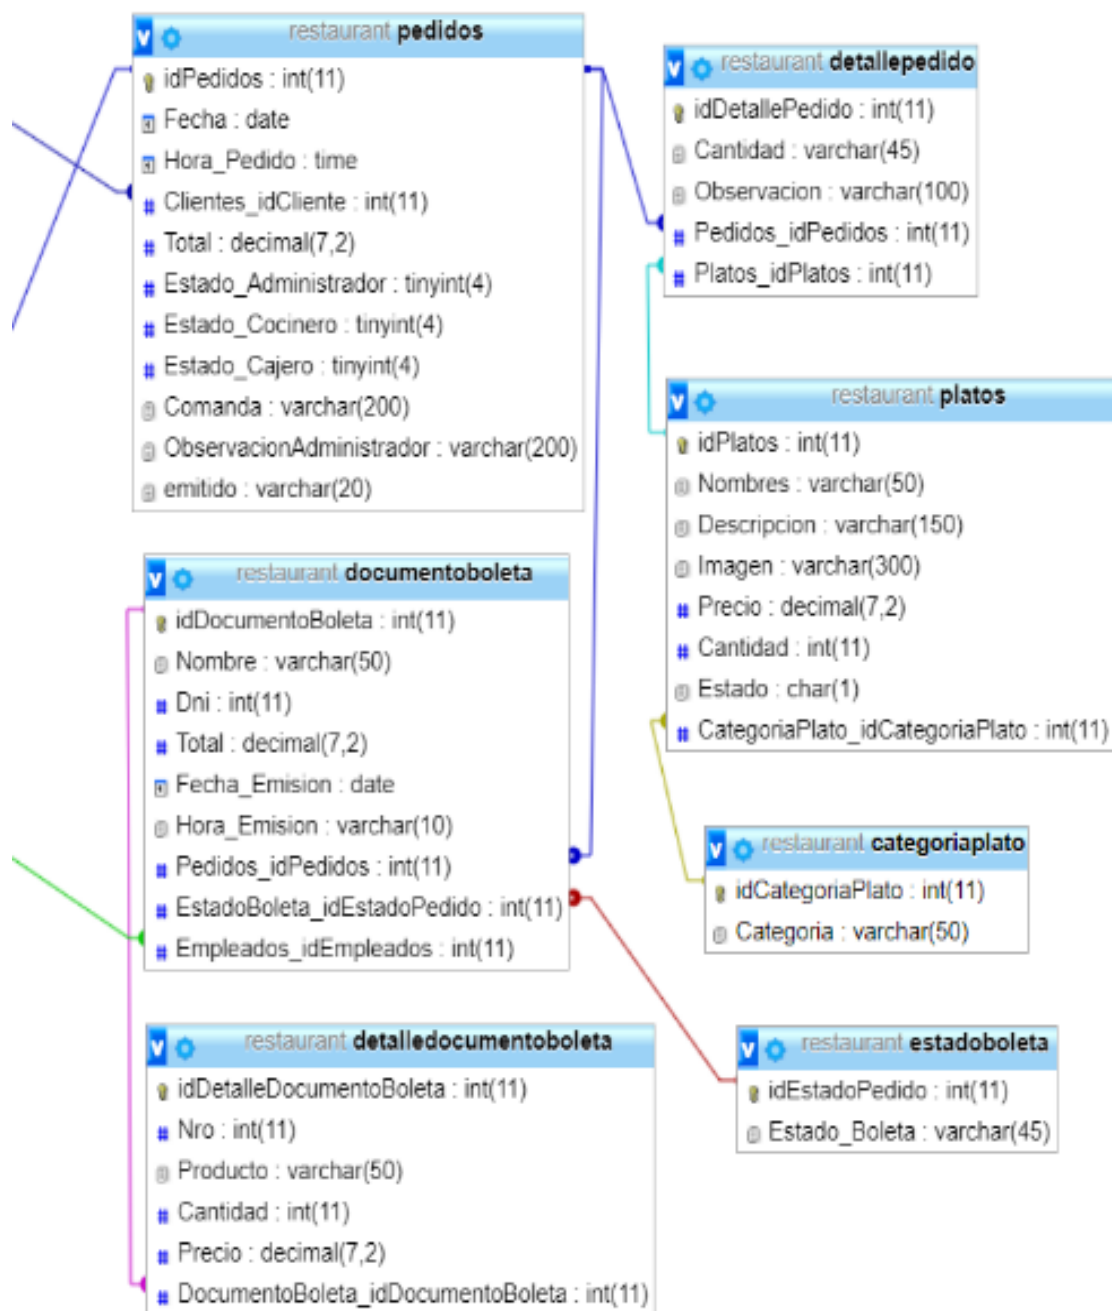 restaurant pedidos
idPedidos : int(11)
Fecha : date
Hora_Pedido : time
Clientes_idCliente : int(11)
Total : decimal(7,2)
Estado_Administrador : tinyint(4)
Estado_Cocinero : tinyint(4)
Estado_Cajero : tinyint(4)
Comanda : varchar(200)
ObservacionAdministrador : varchar(200)
emitido : varchar(20)
restaurant detallepedido
idDetallePedido : int(11)
Cantidad : varchar(45)
Observacion : varchar(100)
Pedidos_idPedidos : int(11)
Platos_idPlatos : int(11)
restaurant platos
idPlatos : int(11)
Nombres : varchar(50)
Descripcion : varchar(150)
Imagen : varchar(300)
Precio : decimal(7,2)
Cantidad : int(11)
Estado : char(1)
CategoriaPlato_idCategoriaPlato : int(11)
restaurant documentoboleta
idDocumentoBoleta : int(11)
Nombre : varchar(50)
Dni : int(11)
Total : decimal(7,2)
Fecha_Emision : date
Hora_Emision : varchar(10)
Pedidos_idPedidos : int(11)
EstadoBoleta_idEstadoPedido : int(11)
Empleados_idEmpleados : int(11)
restaurant categoriaplato
idCategoriaPlato : int(11)
Categoria : varchar(50)
restaurant detalledocumentoboleta
idDetalleDocumentoBoleta : int(11)
Nro : int(11)
Producto : varchar(50)
Cantidad : int(11)
Precio : decimal(7,2)
DocumentoBoleta_idDocumentoBoleta : int(11)
restaurant estadoboleta
idEstadoPedido : int(11)
Estado_Boleta : varchar(45)